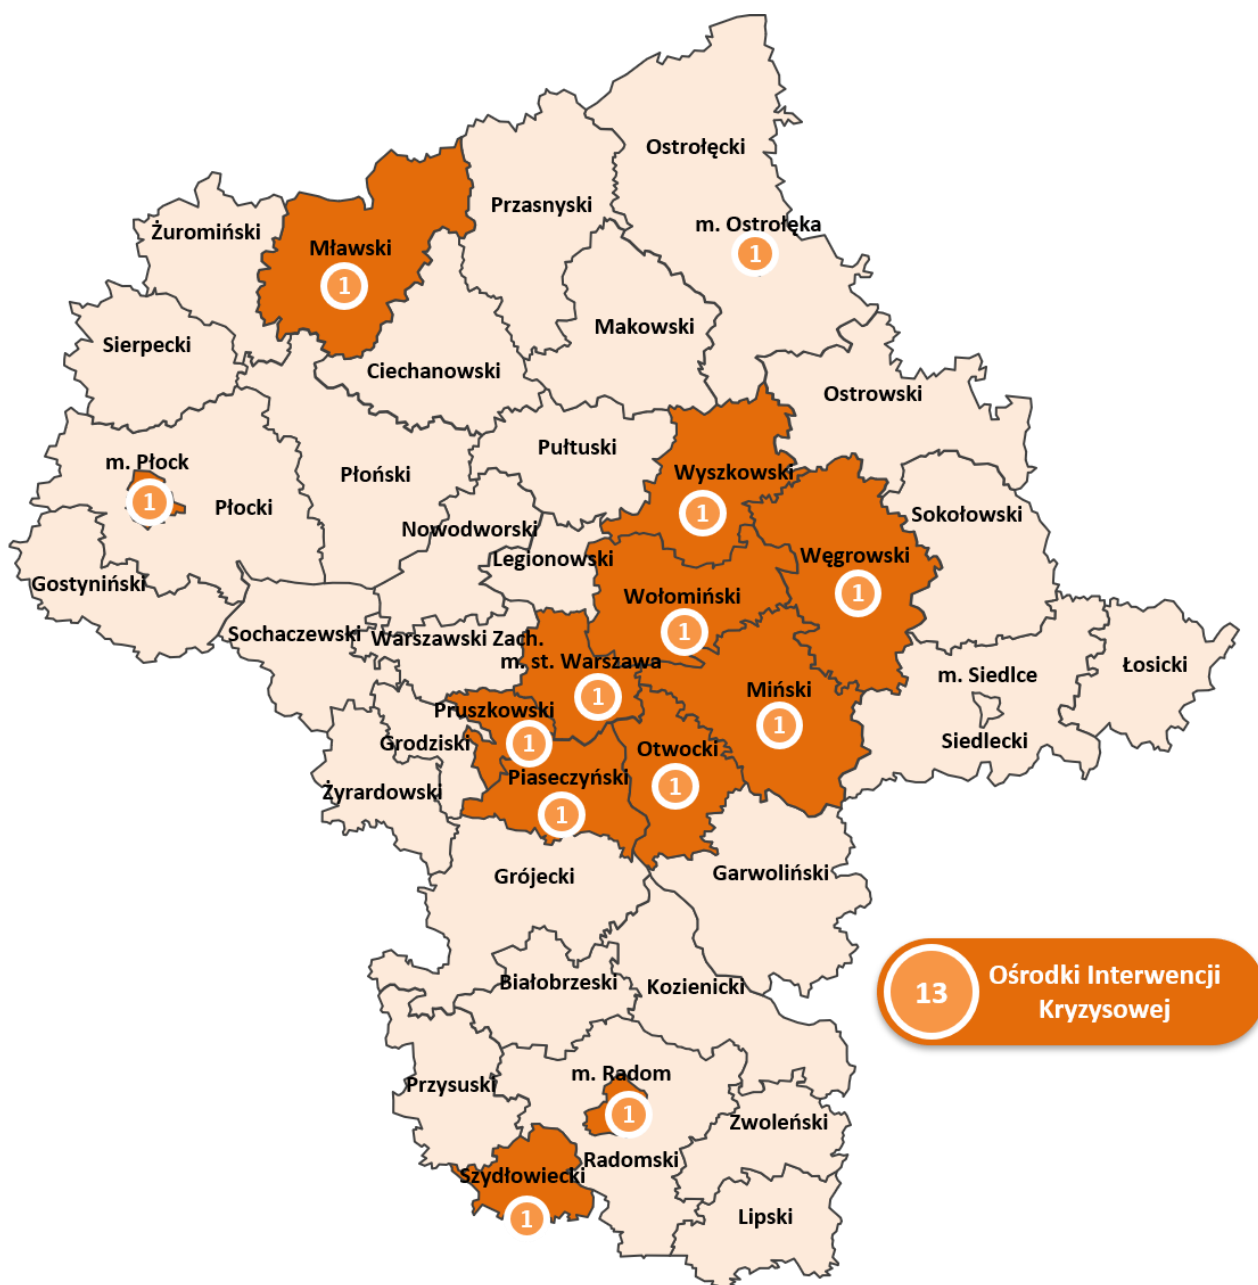 Ostrołęcki
Przasnyski
m. Ostrołęka
1
Żuromiński
Mławski
1
Makowski
Sierpecki
Ciechanowski
Ostrowski
Pułtuski
m. Płock
1
Płoński
Płocki
Wyszkowski
1
Sokołowski
Nowodworski
Legionowski
Węgrowski
1
Gostyniński
Wołomiński
1
Sochaczewski
Warszawski Zach.
m. st. Warszawa
1
m. Siedlce
Łosicki
Miński
1
Pruszkowski
1
Siedlecki
Grodziski
Otwocki
1
Piaseczyński
1
Żyrardowski
Grójecki
Garwoliński
Białobrzeski
Kozienicki
13
Ośrodki Interwencji
Kryzysowej
m. Radom
1
Przysuski
Zwoleński
Radomski
Szydłowiecki
1
Lipski